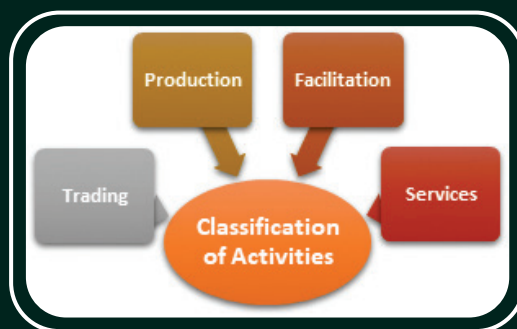 Production
Facilitation
Trading
Services
Classification
of Activities